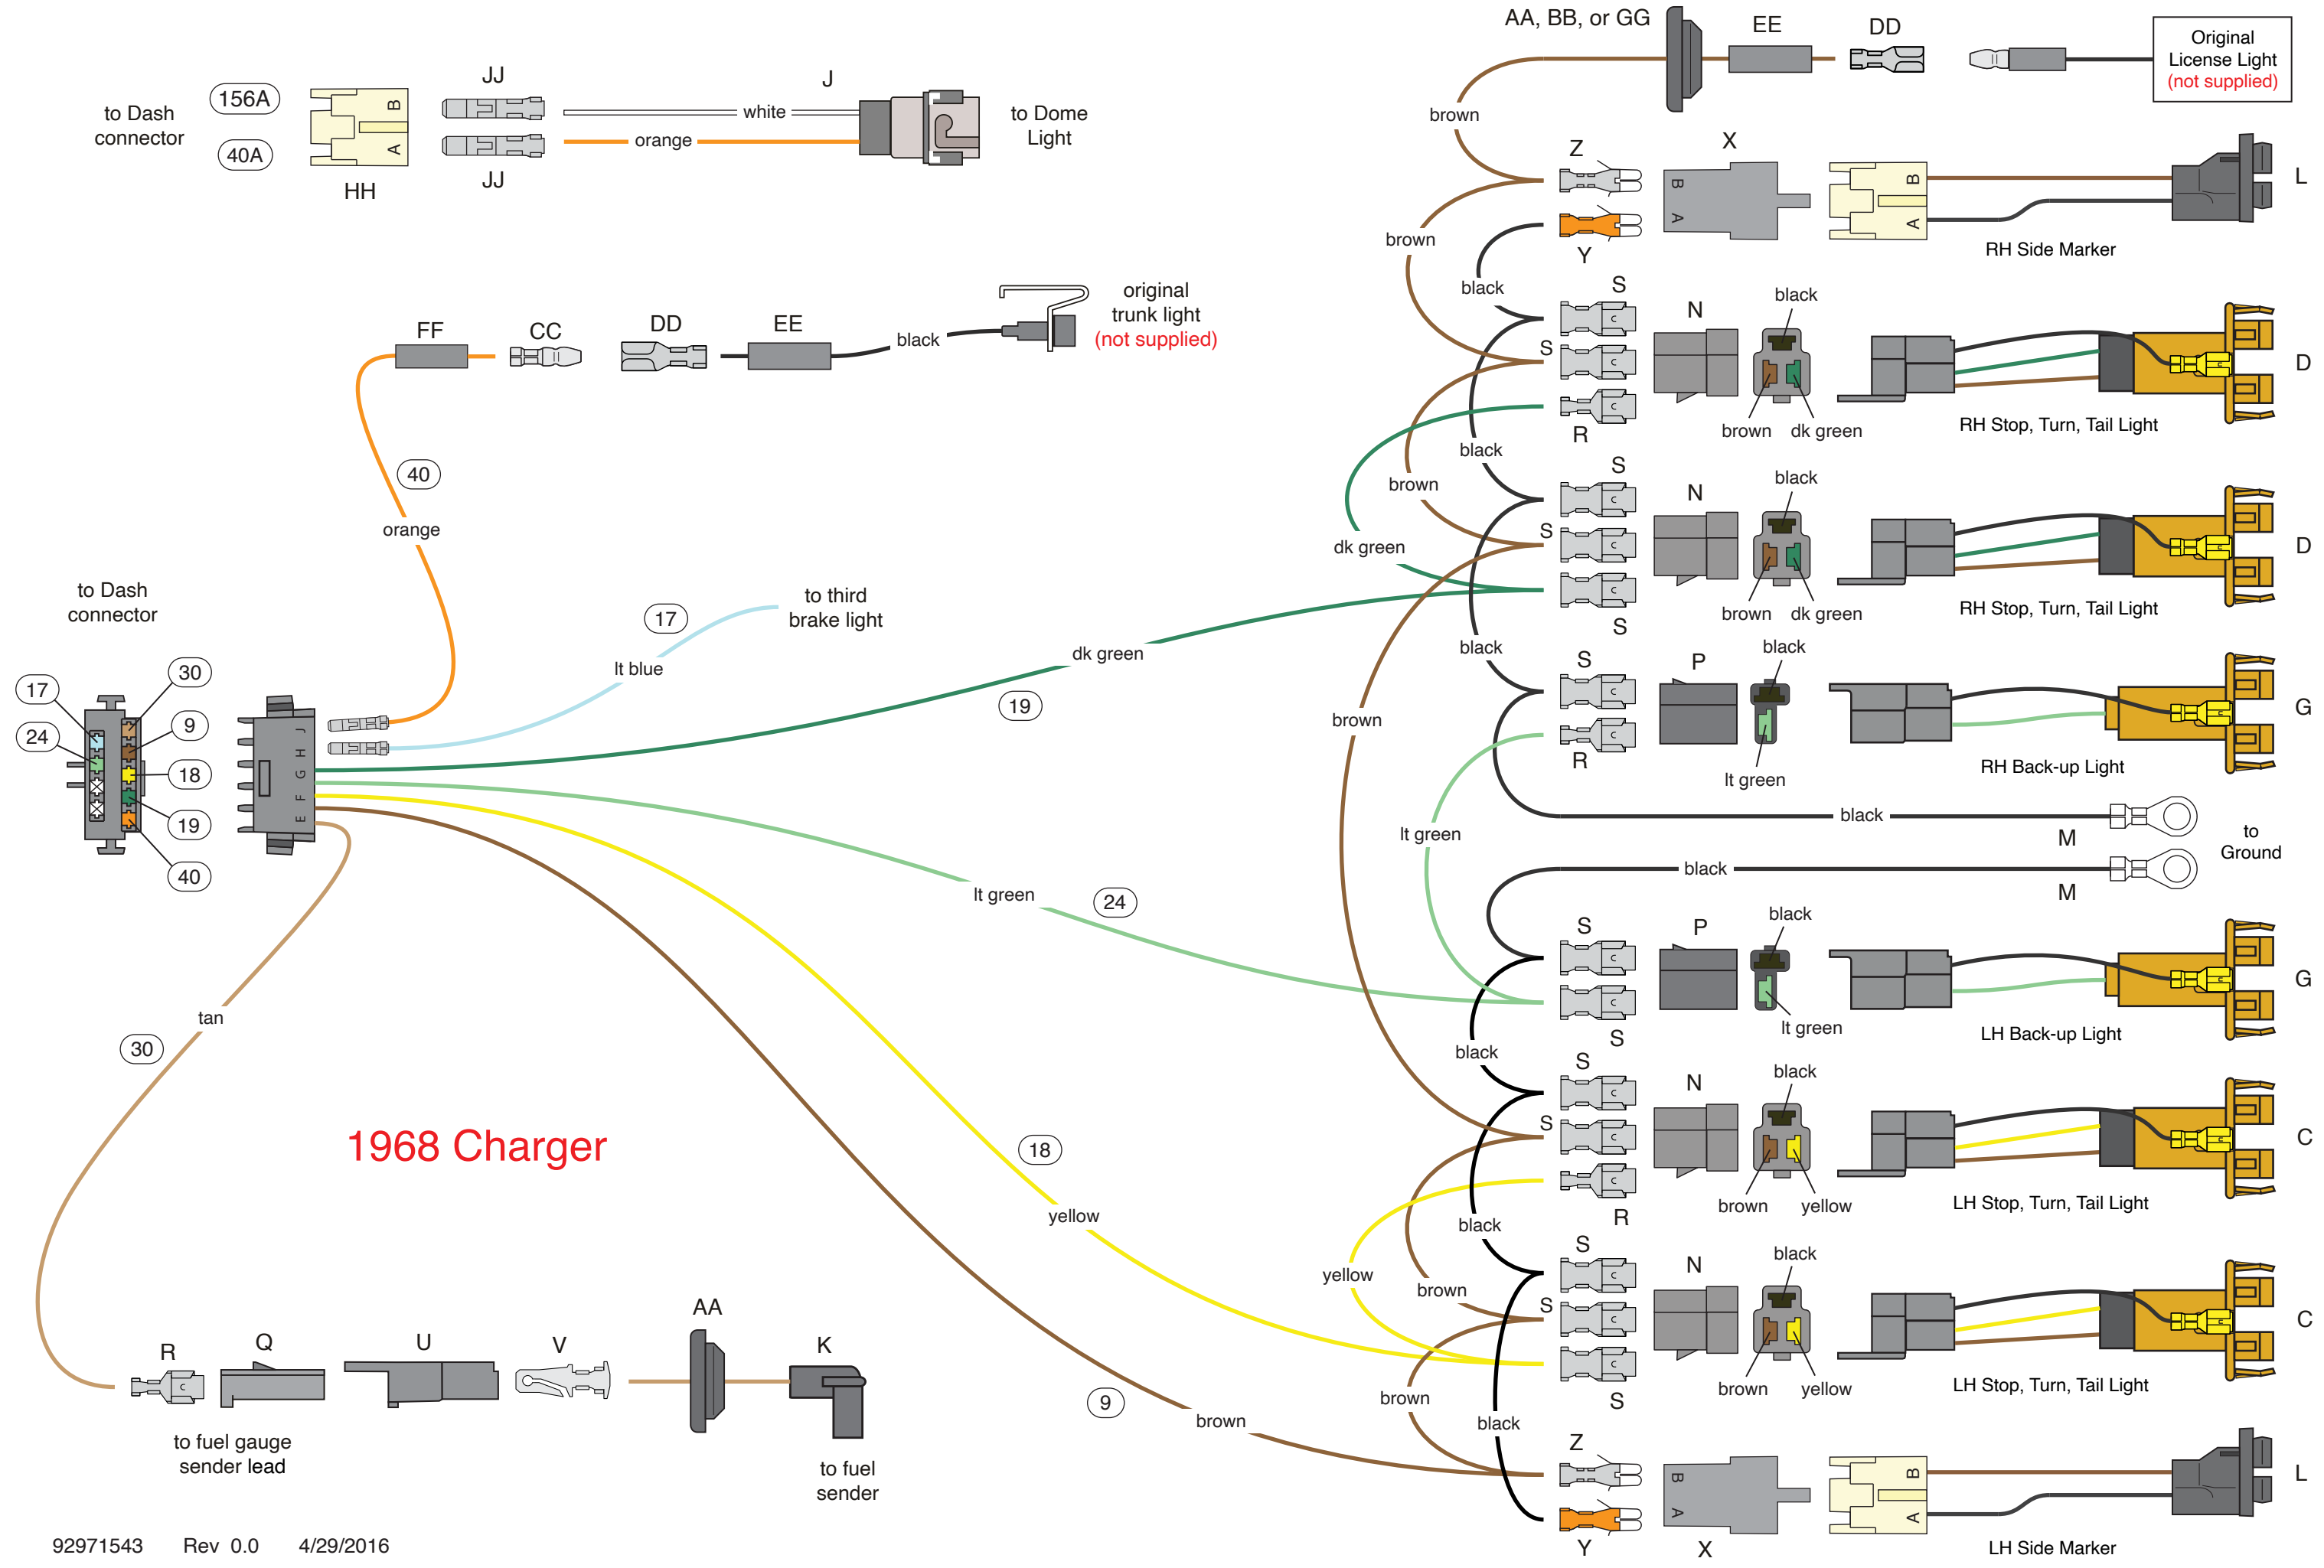 AA, BB, or GG
EE
DD
Original
License Light
(not supplied)
brown
to Dash
connector
156A
40A
B
A
HH
JJ
JJ
white
orange
J
to Dome
Light
Z
Y
X
B
A
B
A
L
RH Side Marker
brown
black
FF
CC
DD
EE
black
original
trunk light
(not supplied)
40
orange
S
S
R
C
C
C
N
black
brown
dk green
D
RH Stop, Turn, Tail Light
black
brown
dk green
S
S
S
C
C
C
N
black
brown
dk green
D
RH Stop, Turn, Tail Light
to Dash
connector
17
24
30
9
18
19
40
J
H
G
F
E
17
lt blue
to third
brake light
dk green
19
black
brown
S
R
C
C
P
black
lt green
G
RH Back-up Light
lt green
black
M
to
Ground
black
M
lt green
24
S
S
C
C
P
black
lt green
G
LH Back-up Light
black
tan
30
1968 Charger
18
yellow
S
S
R
C
C
C
N
black
brown
yellow
C
LH Stop, Turn, Tail Light
black
yellow
brown
S
S
S
C
C
C
N
black
brown
yellow
C
LH Stop, Turn, Tail Light
R
C
Q
U
V
AA
K
to fuel gauge
sender lead
to fuel
sender
9
brown
brown
black
Z
Y
X
B
A
B
A
L
LH Side Marker
92971543 Rev 0.0 4/29/2016